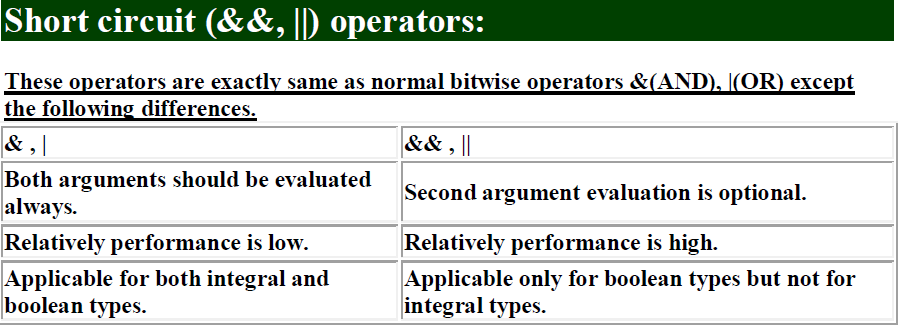 Short circuit (&&, ||) operators:
These operators are exactly same as normal bitwise operators &(AND), |(OR) except
the following differences.
& , |
&& , ||
Both arguments should be evaluated
always.
Second argument evaluation is optional.
Relatively performance is low.
Relatively performance is high.
Applicable for both integral and
boolean types.
Applicable only for boolean types but not for
integral types.